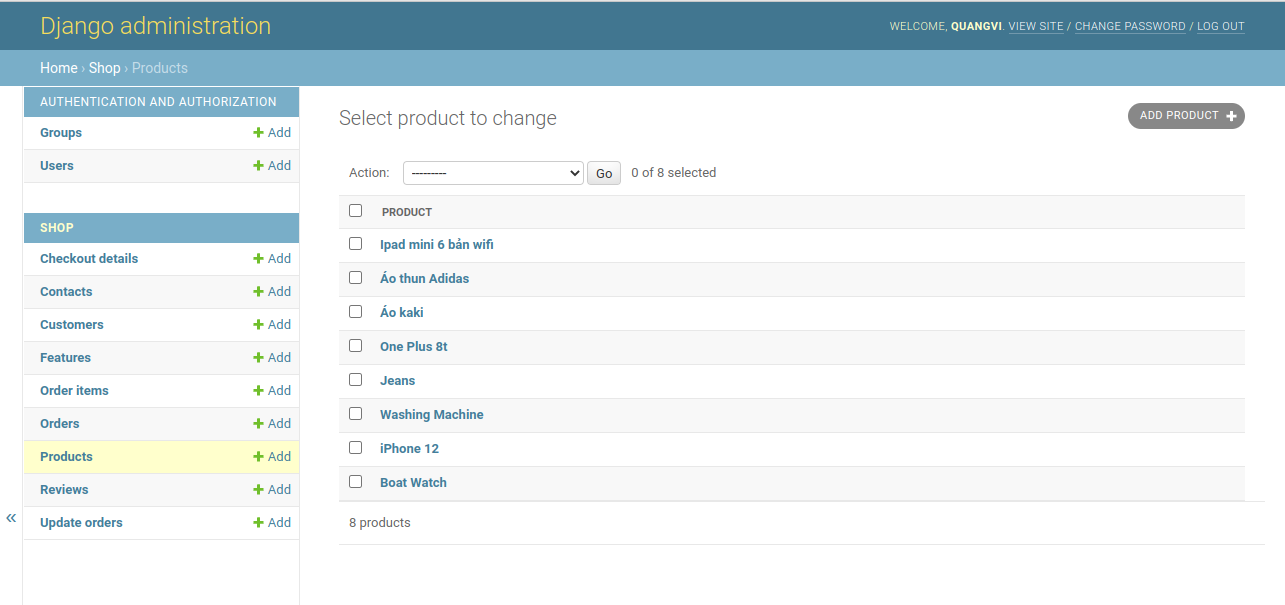 Django administration
WELCOME, QUANGVI. VIEW SITE / CHANGE PASSWORD / LOG OUT
Home › Shop › Products
AUTHENTICATION AND AUTHORIZATION
Groups + Add
Users + Add
SHOP
Checkout details + Add
Contacts + Add
Customers + Add
Features + Add
Order items + Add
Orders + Add
Products + Add
Reviews + Add
Update orders + Add
«
Select product to change
ADD PRODUCT +
Action: --------- Go 0 of 8 selected
PRODUCT
Ipad mini 6 bản wifi
Áo thun Adidas
Áo kaki
One Plus 8t
Jeans
Washing Machine
iPhone 12
Boat Watch
8 products